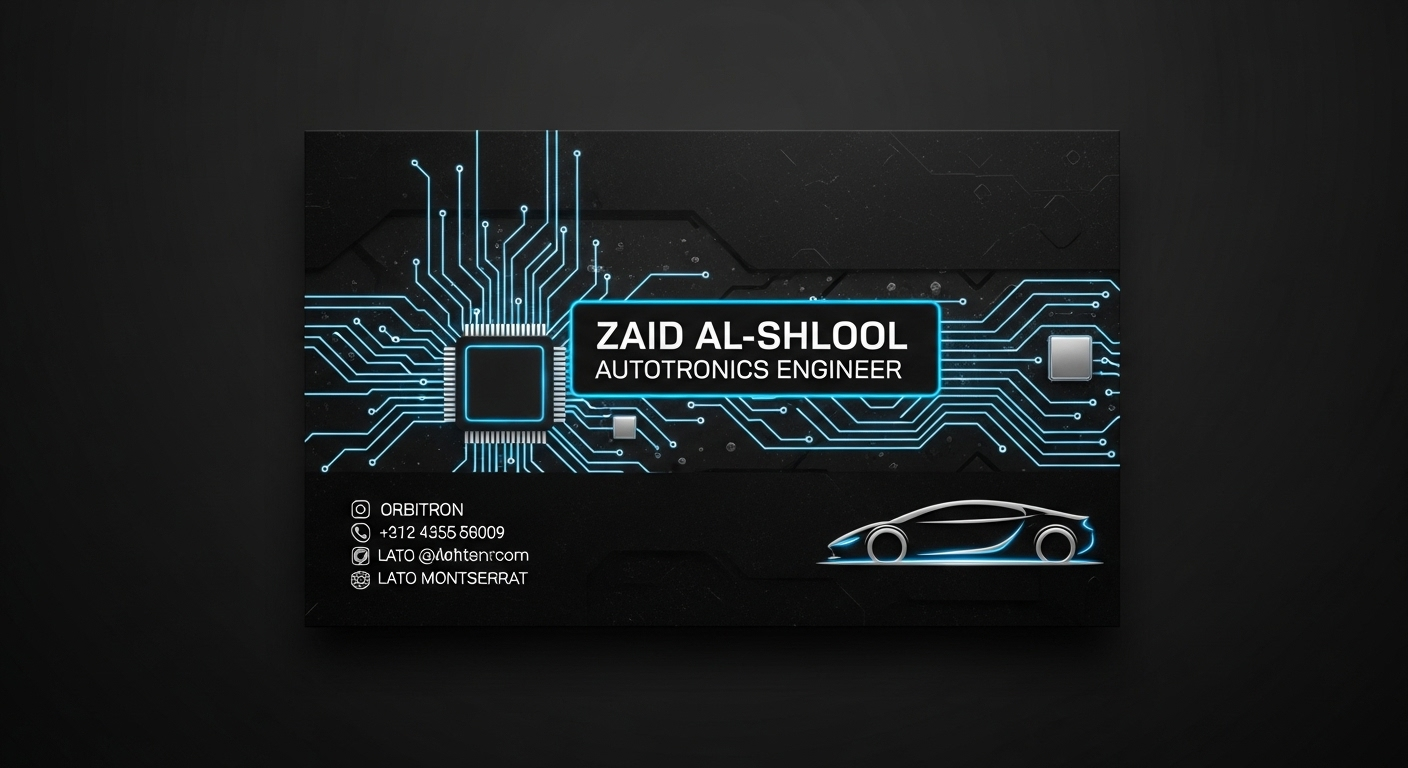 ZAID AL-SHLOOL
AUTOTRONICS ENGINEER
ORBITRON
+312 4355 56009
LATO
LATO MONTSERRAT